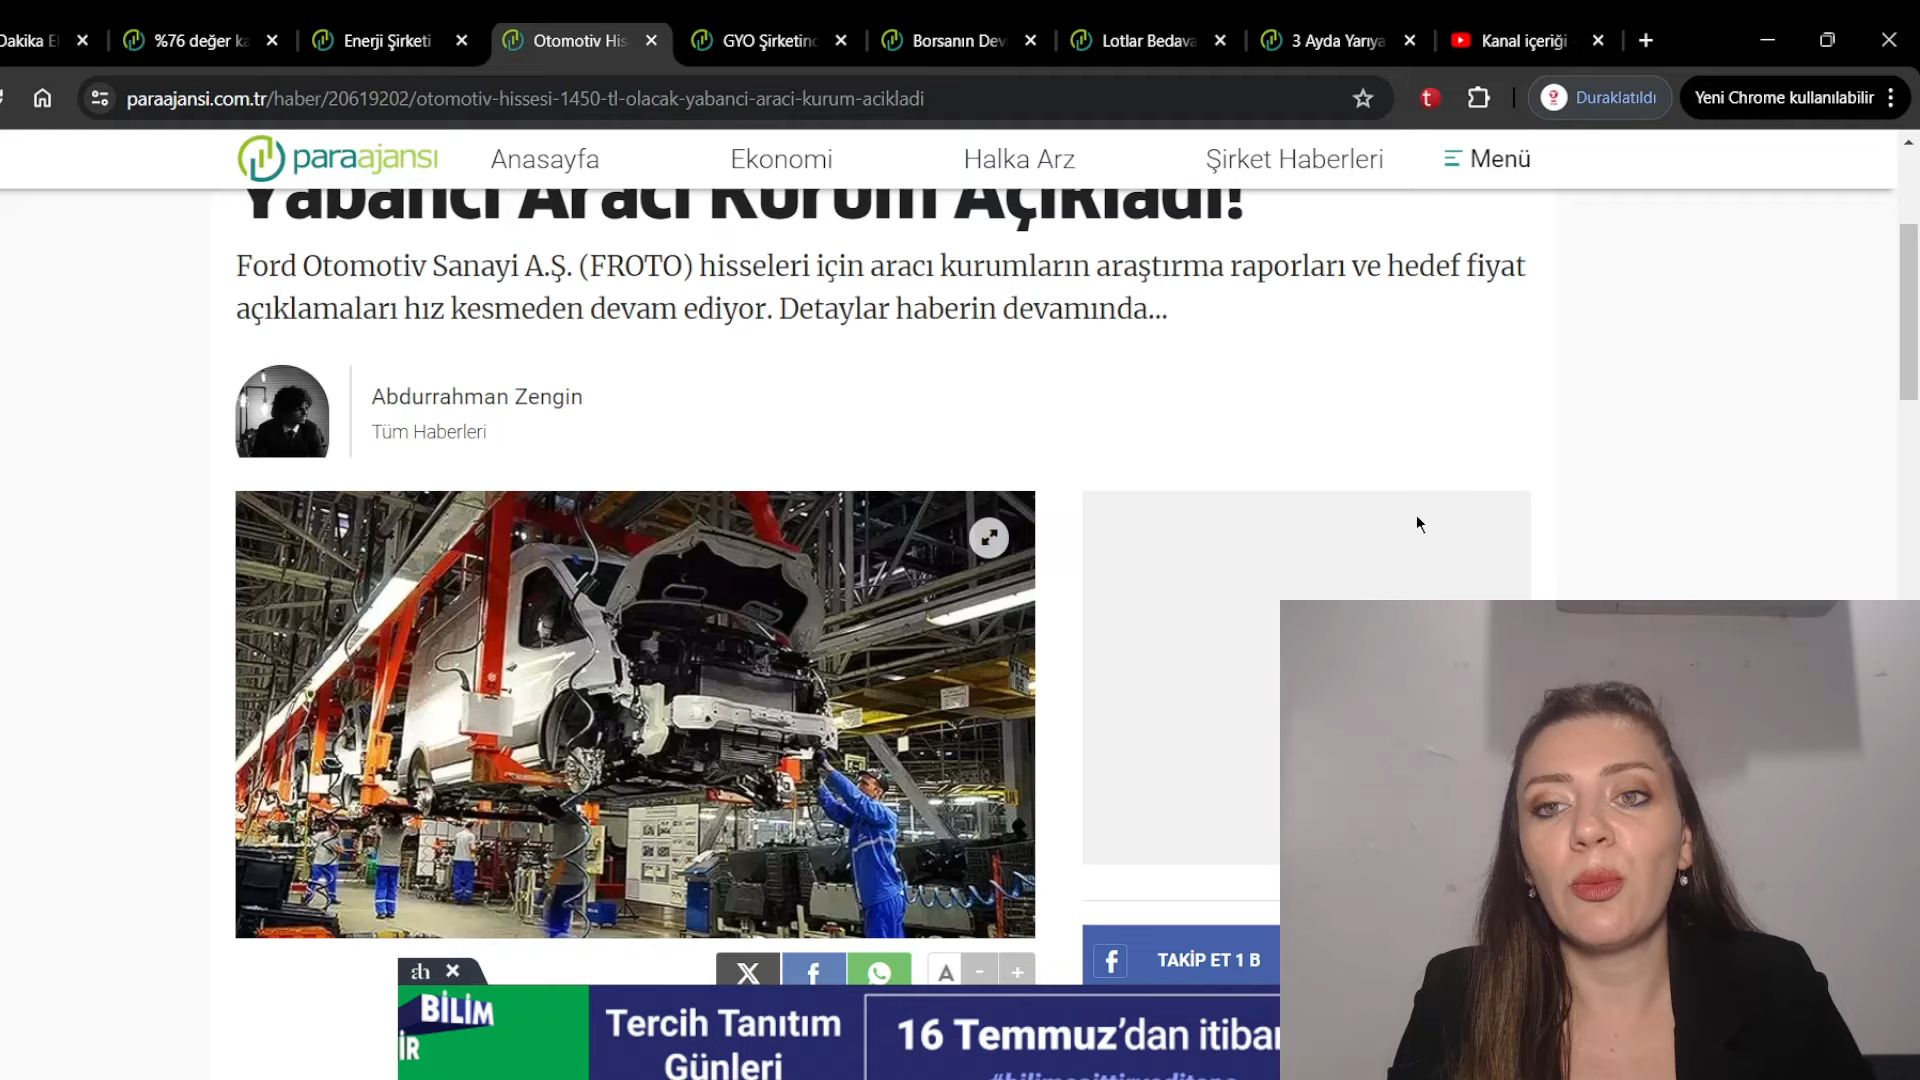 Dakika E
%76 değer ka
Enerji Şirketi
Otomotiv His
GYO Şirketinc
Borsanın Dev
Lotlar Bedava
3 Ayda Yarıya
Kanal içeriği
paraajansi.com.tr/haber/20619202/otomotiv-hissesi-1450-tl-olacak-yabanci-araci-kurum-acikladi
Duraklatıldı
Yeni Chrome kullanılabilir
paraajansı
Anasayfa
Ekonomi
Halka Arz
Şirket Haberleri
Menü
Yabancı Aracı Kurum Açıkladı!
Ford Otomotiv Sanayi A.Ş. (FROTO) hisseleri için aracı kurumların araştırma raporları ve hedef fiyat
açıklamaları hız kesmeden devam ediyor. Detaylar haberin devamında...
Abdurrahman Zengin
Tüm Haberleri
A - +
TAKİP ET 1 B
BİLİM
İR
Tercih Tanıtım
Günleri
16 Temmuz'dan itibar